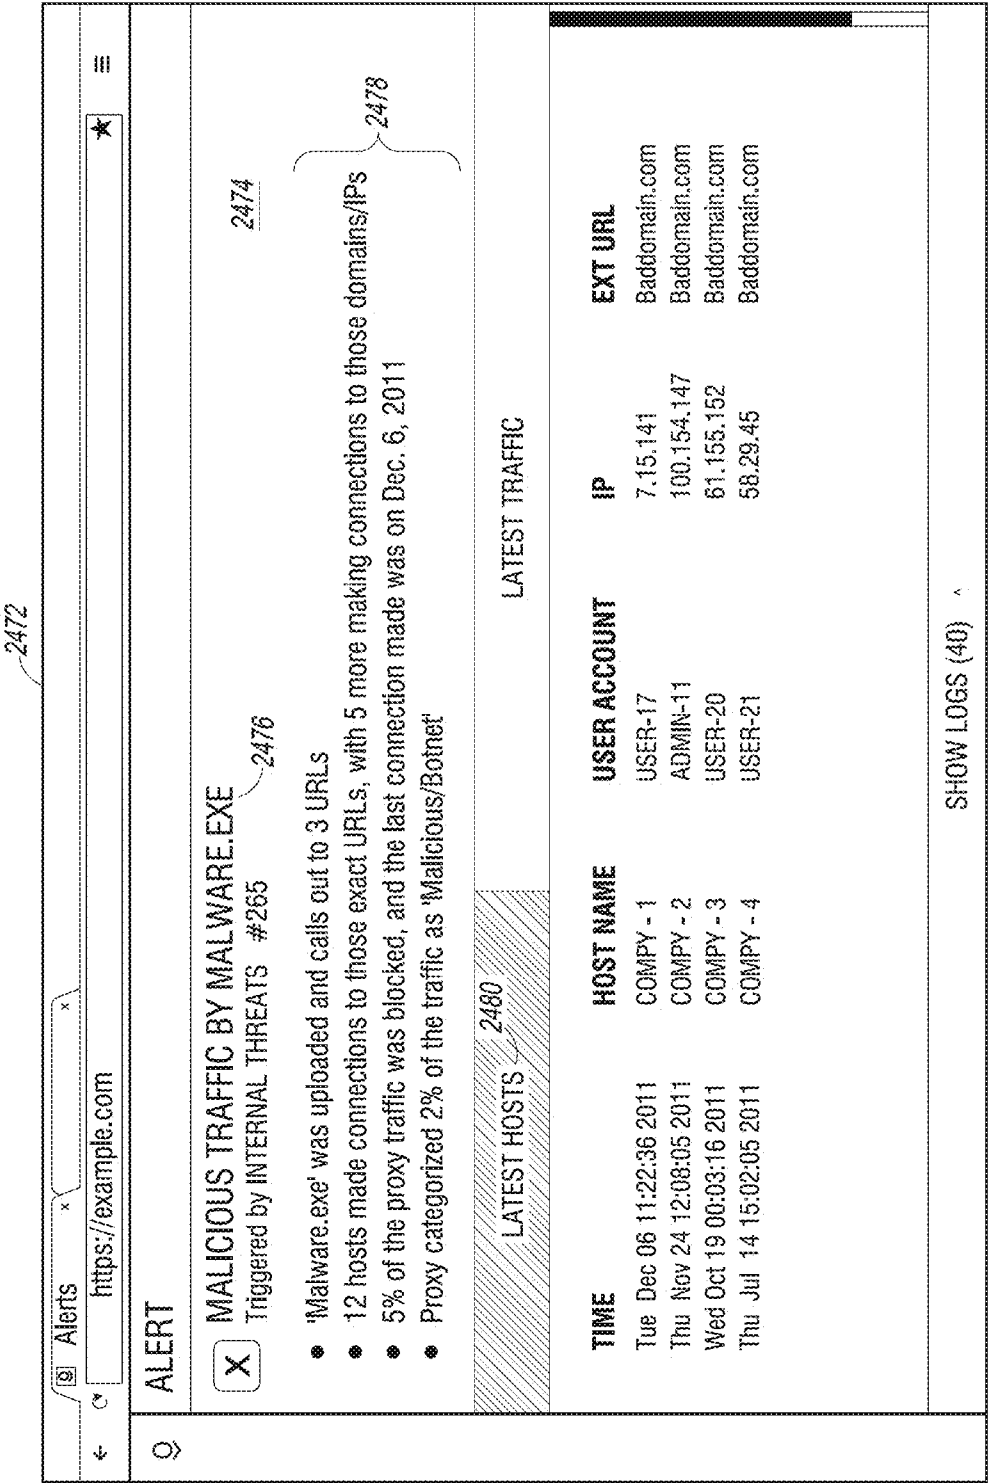 2472
Alerts x x
https://example.com
ALERT
X MALICIOUS TRAFFIC BY MALWARE.EXE
Triggered by INTERNAL THREATS #265
2476
2474
• 'Malware.exe' was uploaded and calls out to 3 URLs
• 12 hosts made connections to those exact URLs, with 5 more making connections to those domains/IPs
• 5% of the proxy traffic was blocked, and the last connection made was on Dec. 6, 2011
• Proxy categorized 2% of the traffic as 'Malicious/Botnet'
2478
2480
LATEST HOSTS LATEST TRAFFIC
TIME HOST NAME USER ACCOUNT IP EXT URL
Tue Dec 06 11:22:36 2011 COMPY - 1 USER-17 7.15.141 Baddomain.com
Thu Nov 24 12:08:05 2011 COMPY - 2 ADMIN-11 100.154.147 Baddomain.com
Wed Oct 19 00:03:16 2011 COMPY - 3 USER-20 61.155.152 Baddomain.com
Thu Jul 14 15:02:05 2011 COMPY - 4 USER-21 58.29.45 Baddomain.com
SHOW LOGS (40) ^